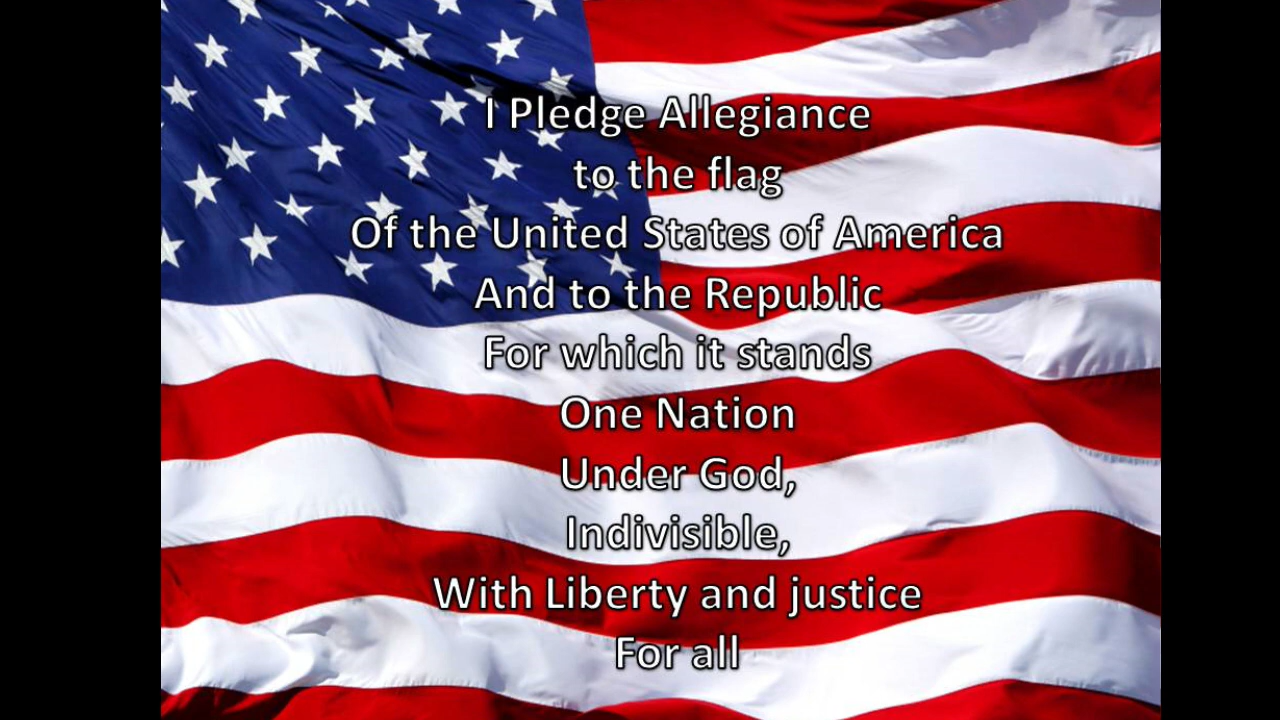 I Pledge Allegiance
to the flag
Of the United States of America
And to the Republic
For which it stands
One Nation
Under God,
Indivisible,
With Liberty and justice
For all